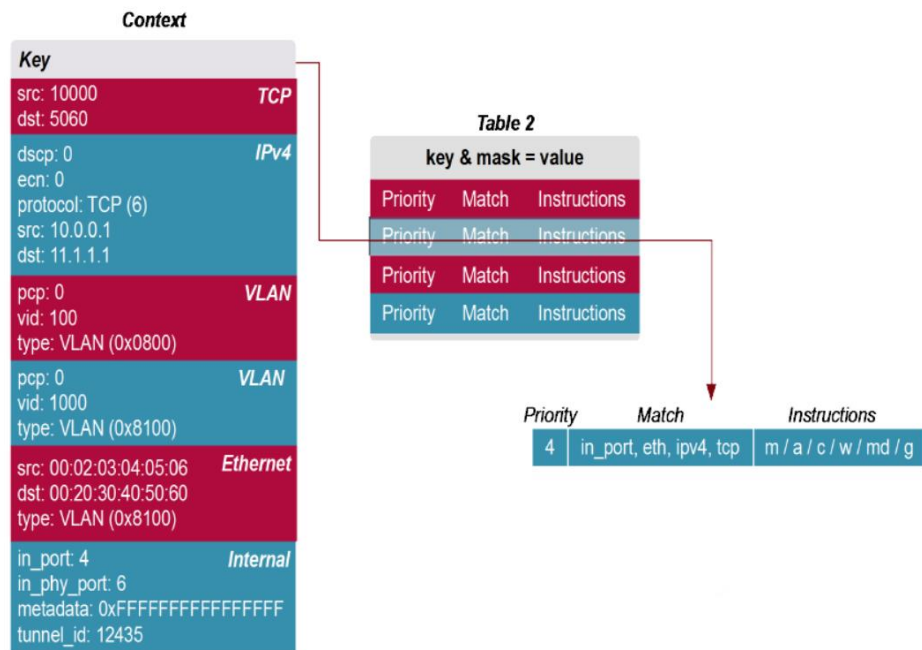 Context
Key
src: 10000 TCP
dst: 5060
dscp: 0 IPv4
ecn: 0
protocol: TCP (6)
src: 10.0.0.1
dst: 11.1.1.1
pcp: 0 VLAN
vid: 100
type: VLAN (0x0800)
pcp: 0 VLAN
vid: 1000
type: VLAN (0x8100)
src: 00:02:03:04:05:06 Ethernet
dst: 00:20:30:40:50:60
type: VLAN (0x8100)
in_port: 4 Internal
in_phy_port: 6
metadata: 0xFFFFFFFFFFFFFFFF
tunnel_id: 12435
Table 2
key & mask = value
Priority Match Instructions
Priority Match Instructions
Priority Match Instructions
Priority Match Instructions
Priority Match Instructions
4 in_port, eth, ipv4, tcp m / a / c / w / md / g